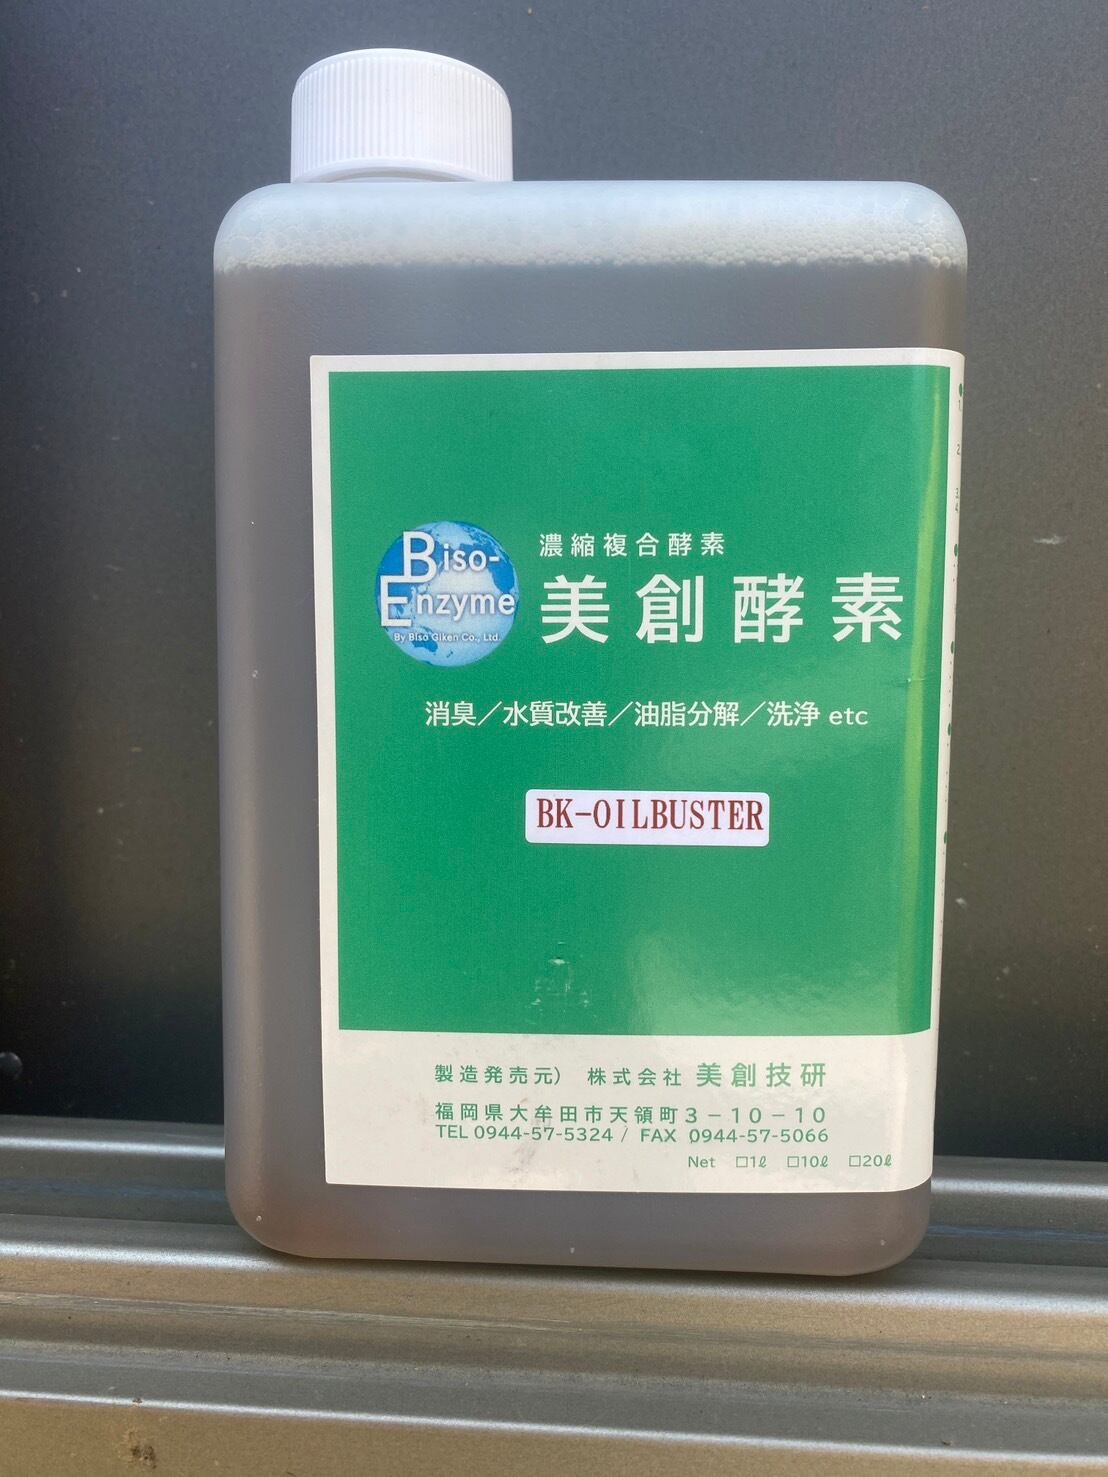 Biso-
Enzyme
By Biso Giken Co., Ltd.
濃縮複合酵素
美創酵素
消臭／水質改善／油脂分解／洗浄 etc
BK-OILBUSTER
製造発売元） 株式会社 美創技研
福岡県大牟田市天領町３－１０－１０
TEL 0944-57-5324 / FAX 0944-57-5066
Net □1ℓ □10ℓ □20ℓ